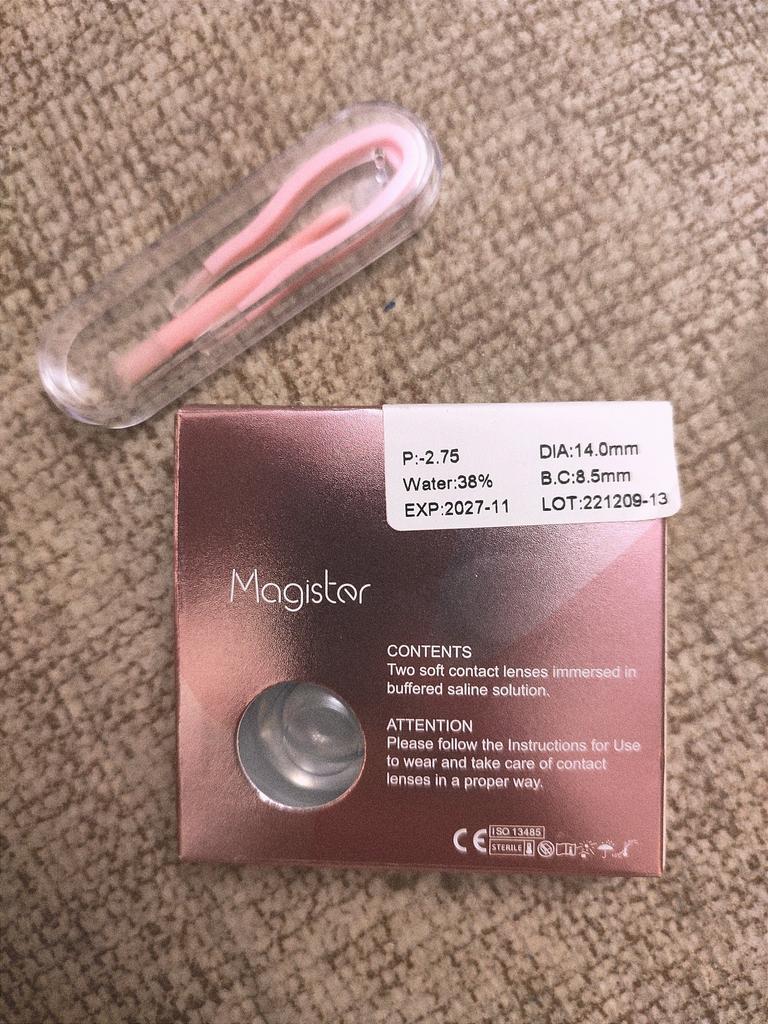 P:-2.75 DIA:14.0mm
Water:38% B.C:8.5mm
EXP:2027-11 LOT:221209-13
Magister
CONTENTS
Two soft contact lenses immersed in
buffered saline solution.
ATTENTION
Please follow the Instructions for Use
to wear and take care of contact
lenses in a proper way.
CE ISO 13485
STERILE